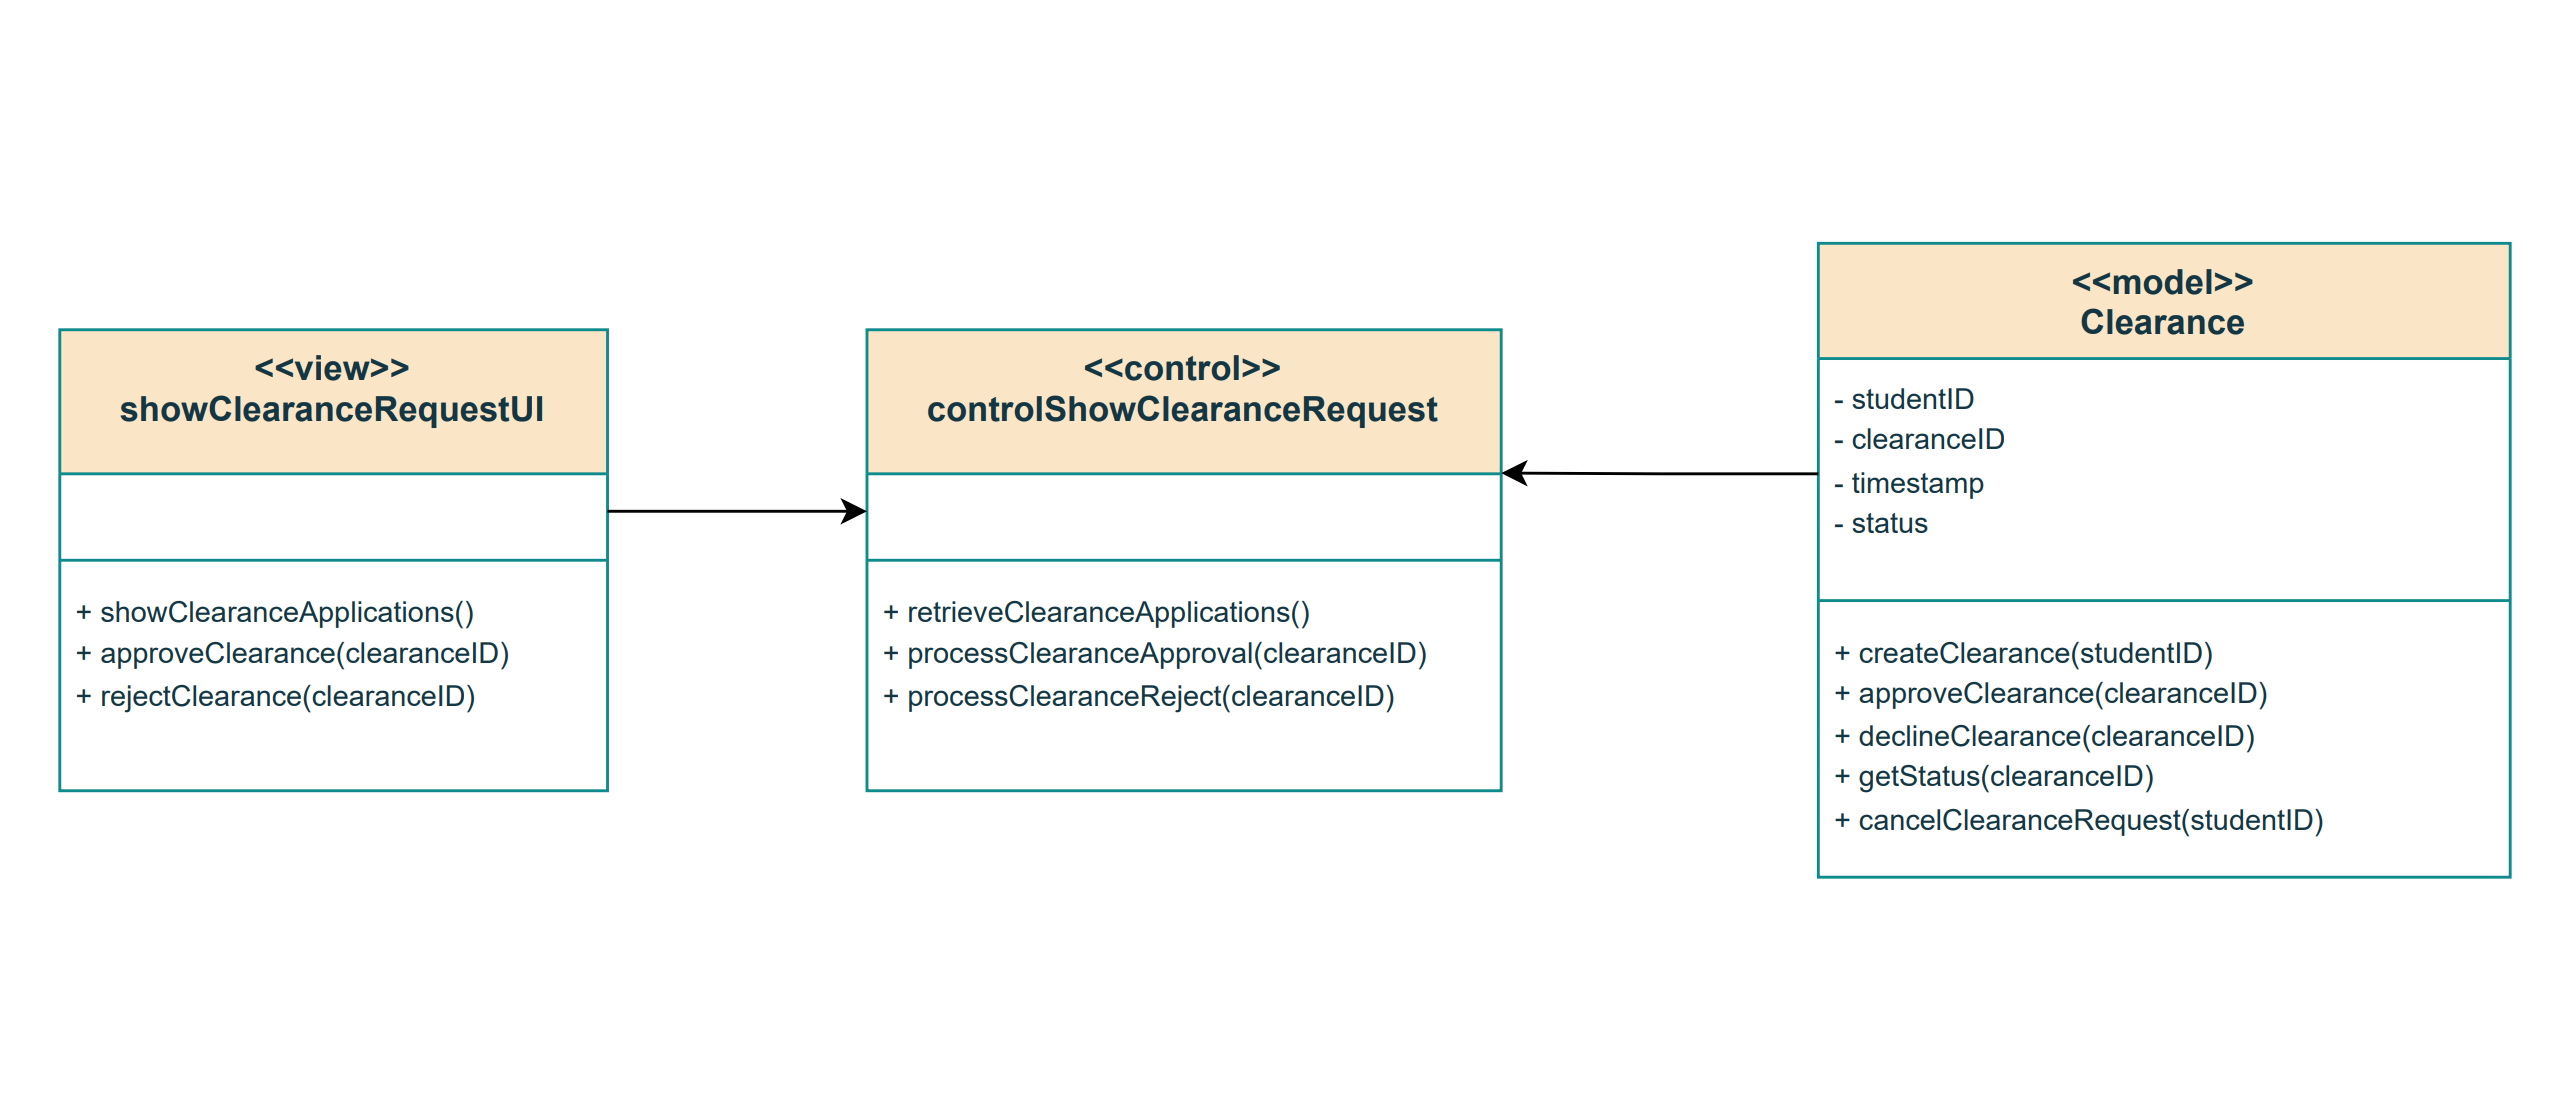 <<view>>
showClearanceRequestUI
+ showClearanceApplications()
+ approveClearance(clearanceID)
+ rejectClearance(clearanceID)
<<control>>
controlShowClearanceRequest
+ retrieveClearanceApplications()
+ processClearanceApproval(clearanceID)
+ processClearanceReject(clearanceID)
<<model>>
Clearance
- studentID
- clearanceID
- timestamp
- status
+ createClearance(studentID)
+ approveClearance(clearanceID)
+ declineClearance(clearanceID)
+ getStatus(clearanceID)
+ cancelClearanceRequest(studentID)